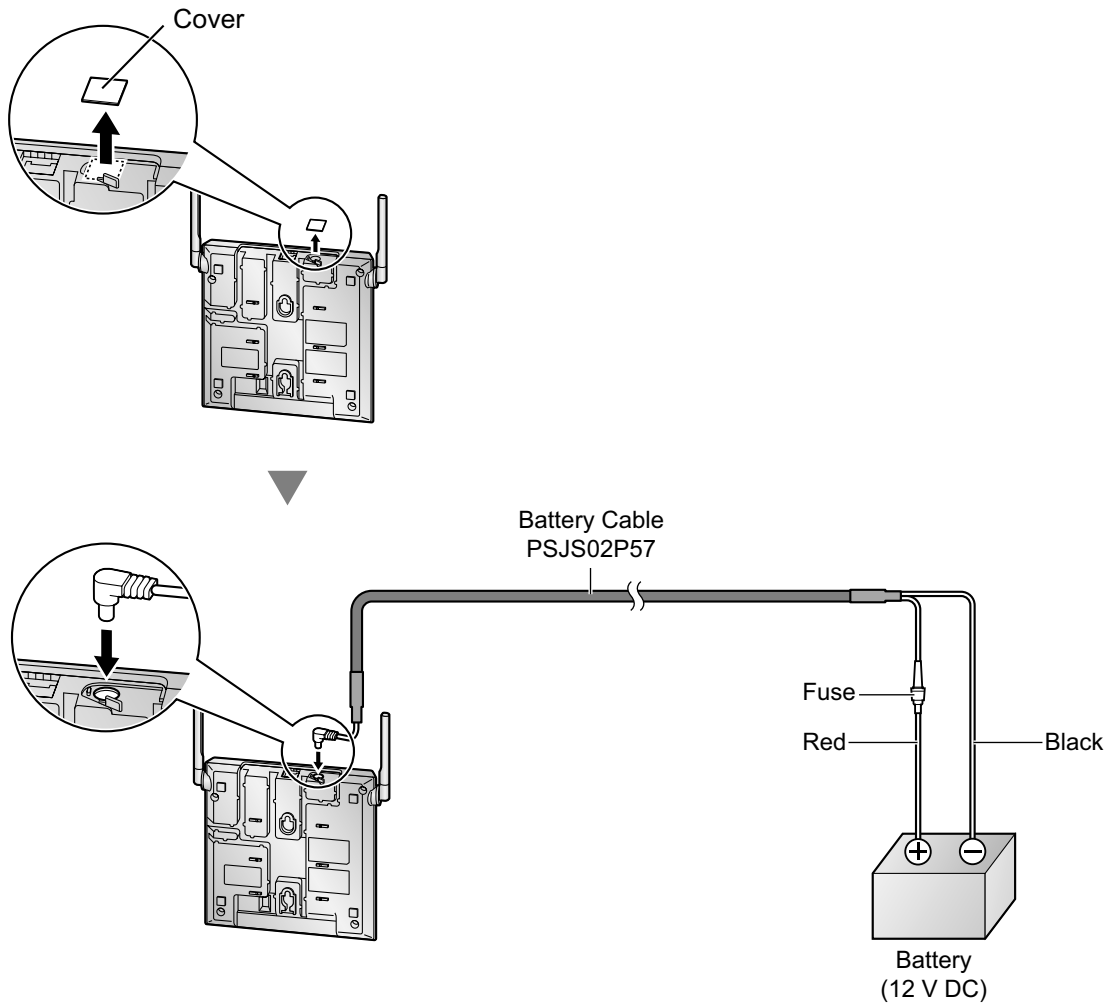 Cover
Battery Cable
PSJS02P57
Fuse
Red
Black
Battery
(12 V DC)